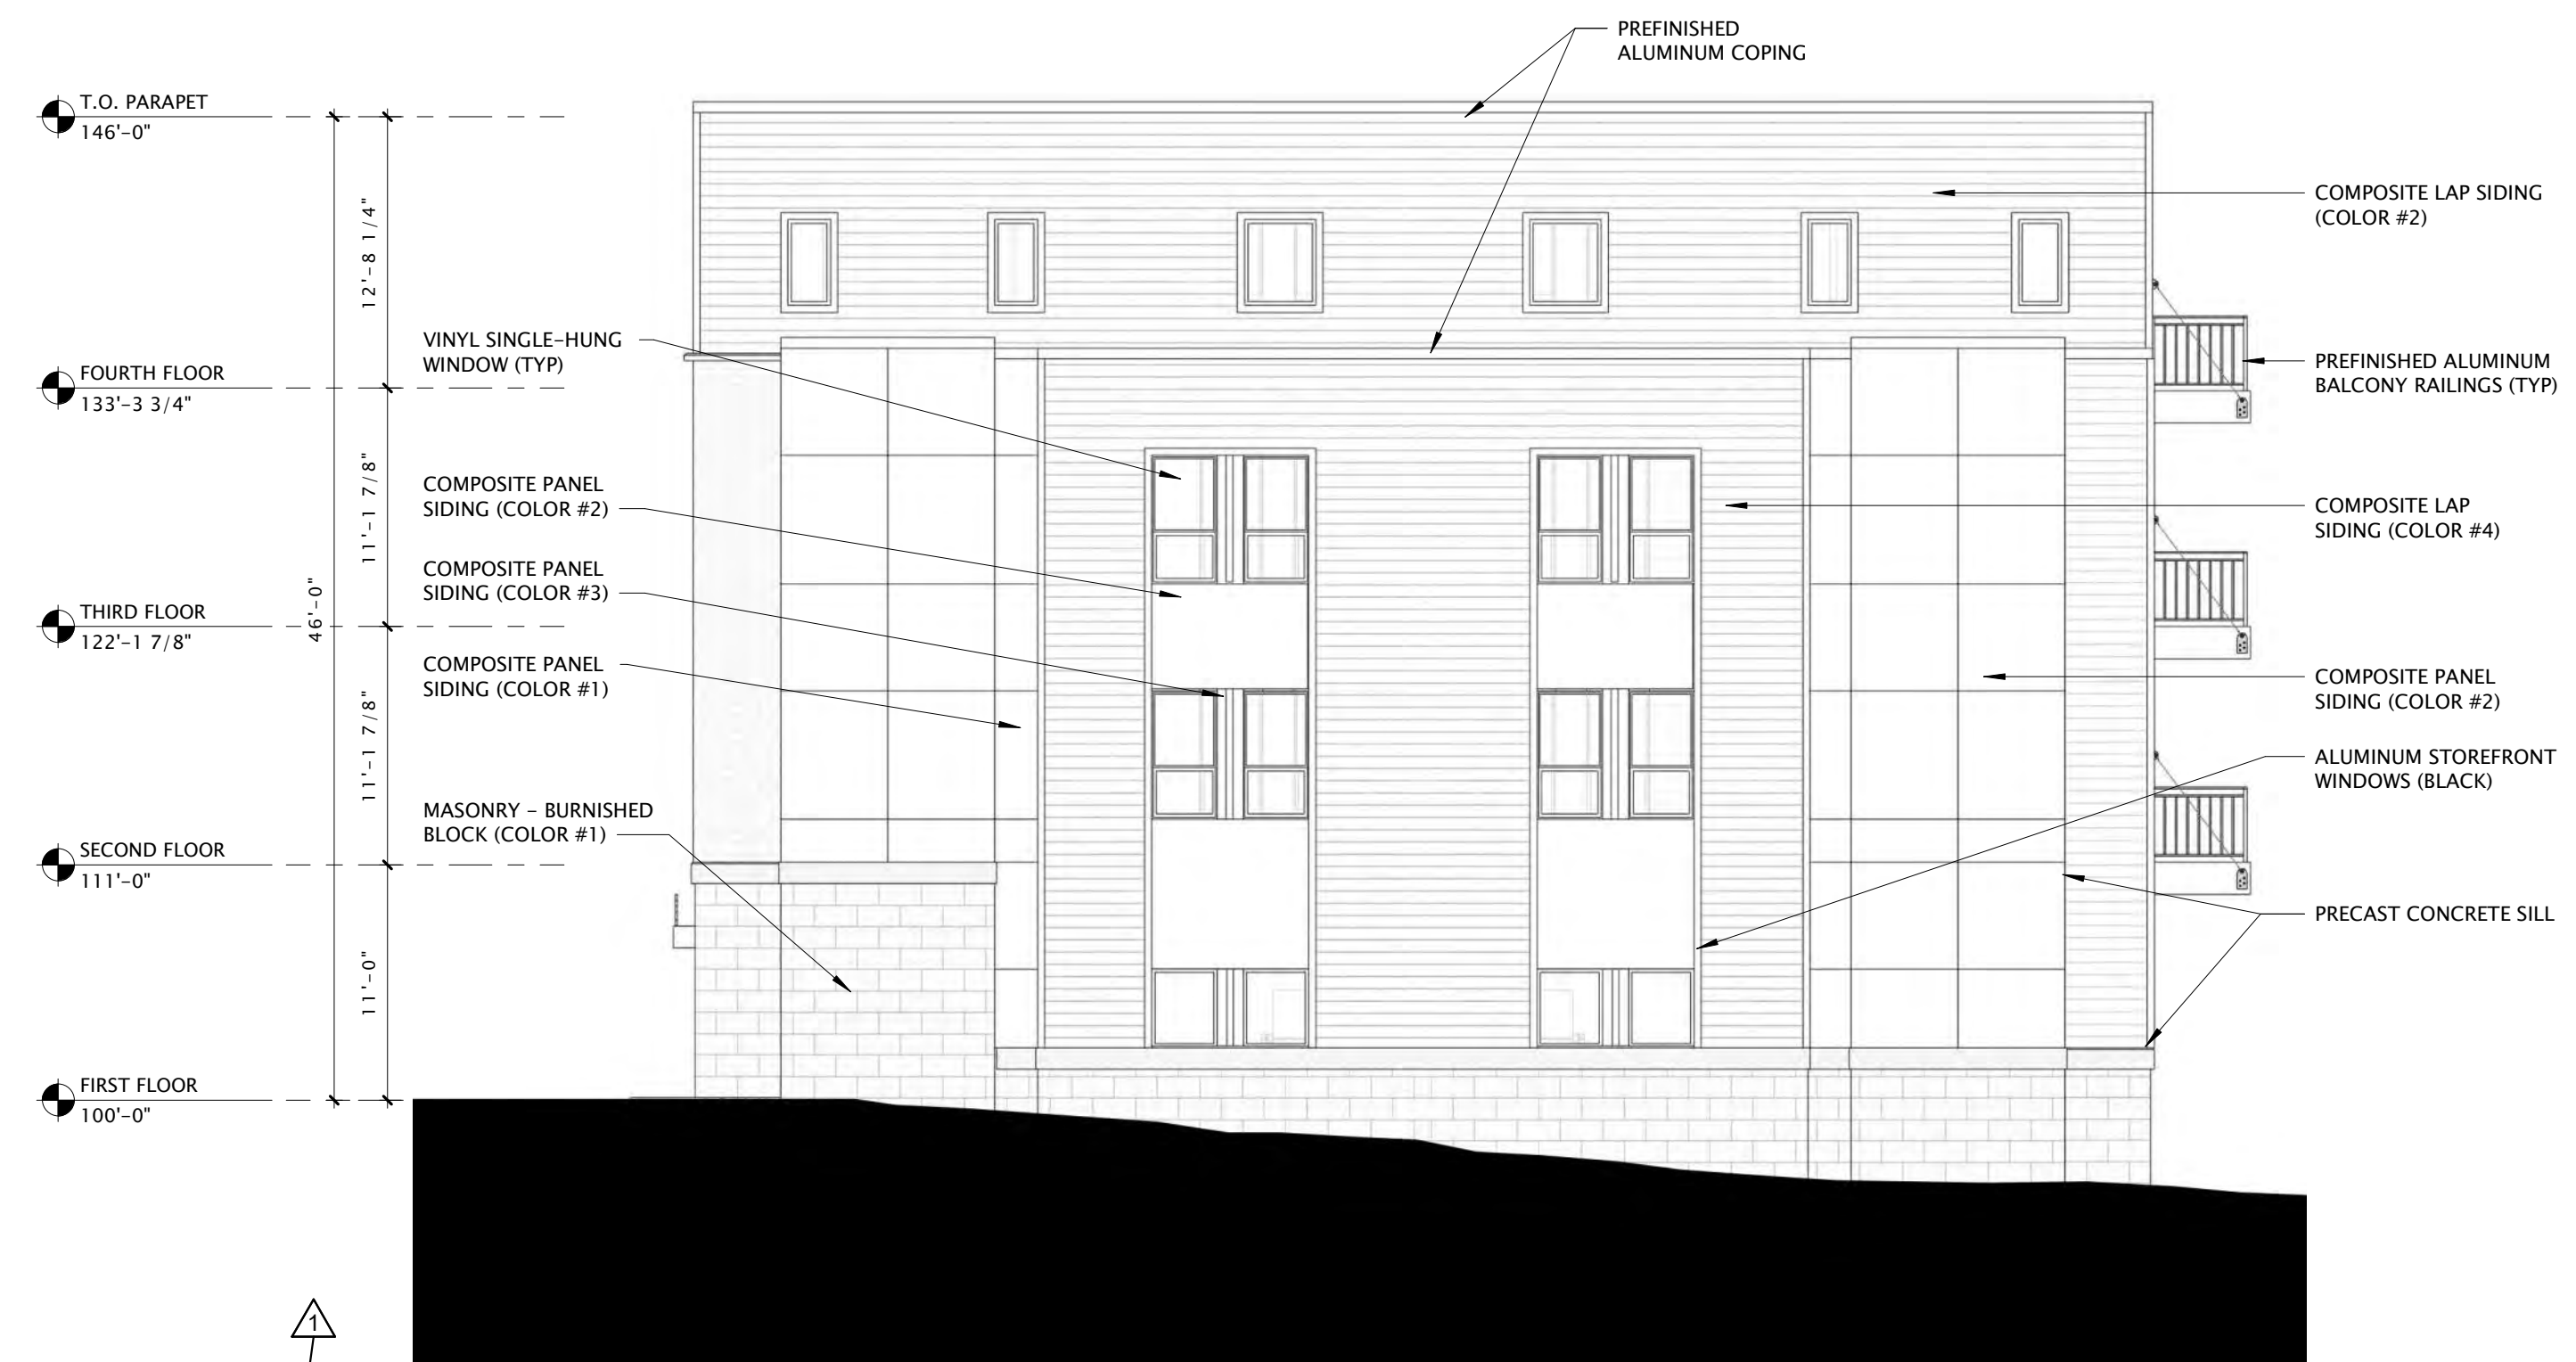 PREFINISHED
ALUMINUM COPING
T.O. PARAPET
146'-0"
12'-8 1/4"
COMPOSITE LAP SIDING
(COLOR #2)
VINYL SINGLE-HUNG
WINDOW (TYP)
FOURTH FLOOR
133'-3 3/4"
PREFINISHED ALUMINUM
BALCONY RAILINGS (TYP)
11'-1 7/8"
COMPOSITE PANEL
SIDING (COLOR #2)
COMPOSITE LAP
SIDING (COLOR #4)
COMPOSITE PANEL
SIDING (COLOR #3)
46'-0"
THIRD FLOOR
122'-1 7/8"
COMPOSITE PANEL
SIDING (COLOR #1)
COMPOSITE PANEL
SIDING (COLOR #2)
11'-1 7/8"
ALUMINUM STOREFRONT
WINDOWS (BLACK)
MASONRY - BURNISHED
BLOCK (COLOR #1)
SECOND FLOOR
111'-0"
PRECAST CONCRETE SILL
11'-0"
FIRST FLOOR
100'-0"
1